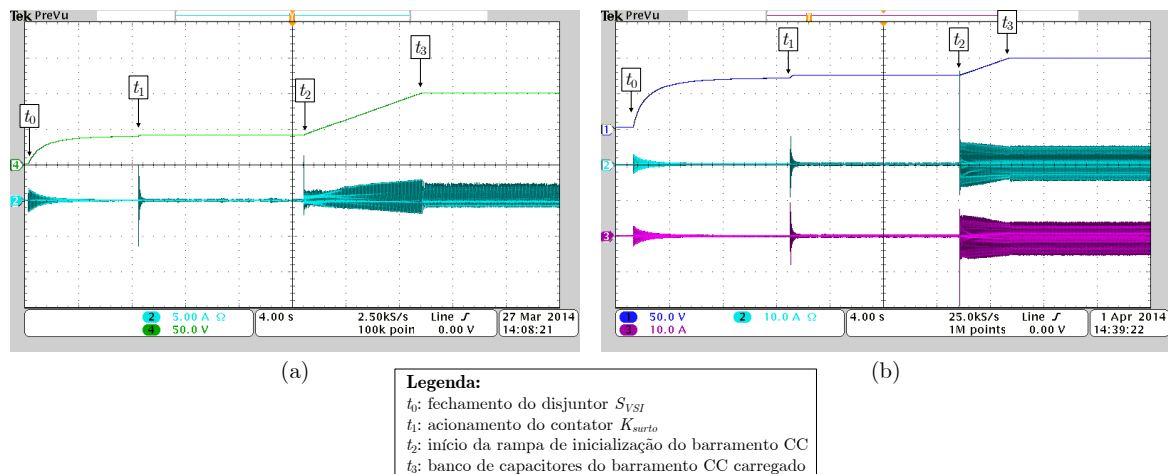 Tek PreVu
t0
t1
t2
t3
4
2
2 5.00 A Ω
4 50.0 V
4.00 s
2.50kS/s
100k poin
Line
0.00 V
27 Mar 2014
14:08:21
(a)
Tek PreVu
t0
t1
t2
t3
1
2
3
1 50.0 V
2 10.0 A Ω
3 10.0 A
4.00 s
25.0kS/s
1M points
Line
0.00 V
1 Apr 2014
14:39:22
(b)
Legenda:
t0: fechamento do disjuntor SVSI
t1: acionamento do contator Ksurto
t2: início da rampa de inicialização do barramento CC
t3: banco de capacitores do barramento CC carregado